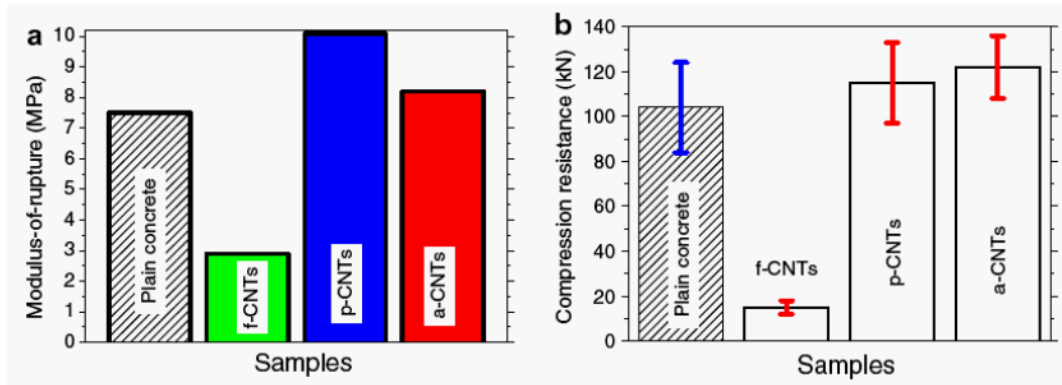 a
Modulus-of-rupture (MPa)
10
9
8
7
6
5
4
3
2
1
0
Plain concrete
f-CNTs
p-CNTs
a-CNTs
Samples
b
Compression resistance (kN)
140
120
100
80
60
40
20
0
Plain concrete
f-CNTs
p-CNTs
a-CNTs
Samples